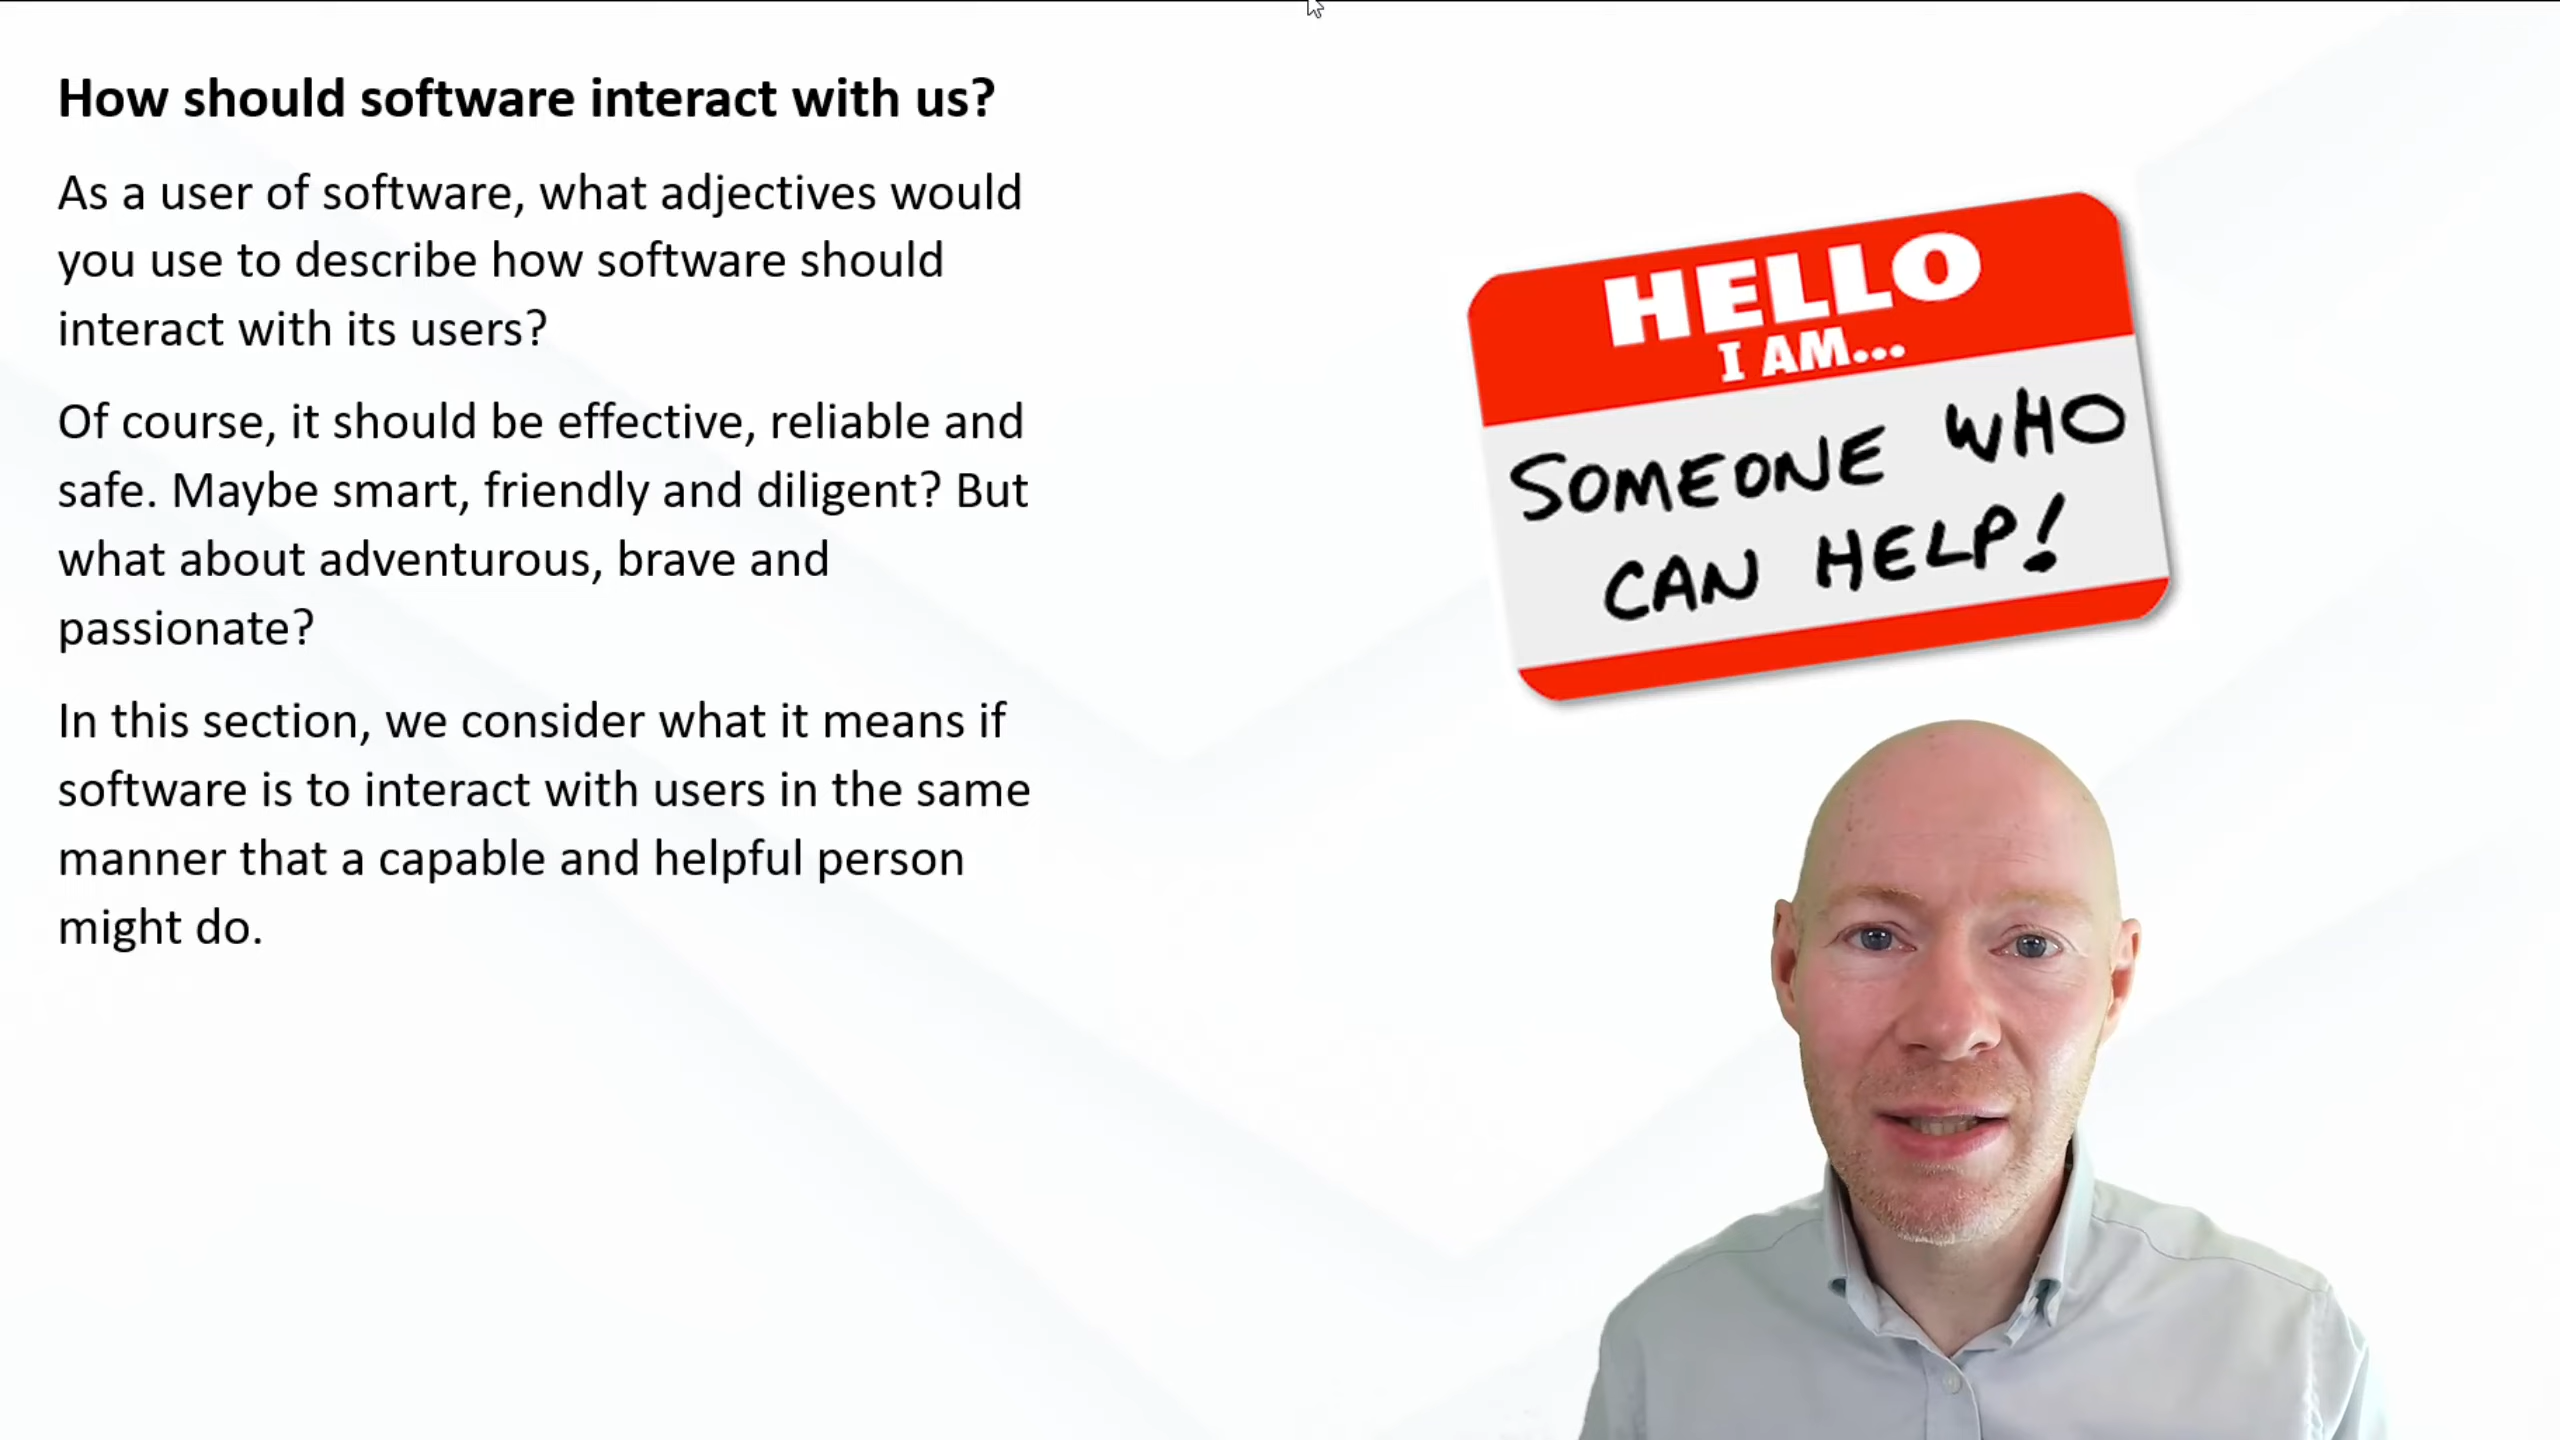 How should software interact with us?
As a user of software, what adjectives would
you use to describe how software should
interact with its users?
Of course, it should be effective, reliable and
safe. Maybe smart, friendly and diligent? But
what about adventurous, brave and
passionate?
In this section, we consider what it means if
software is to interact with users in the same
manner that a capable and helpful person
might do.
HELLO
I AM...
SOMEONE WHO
CAN HELP!